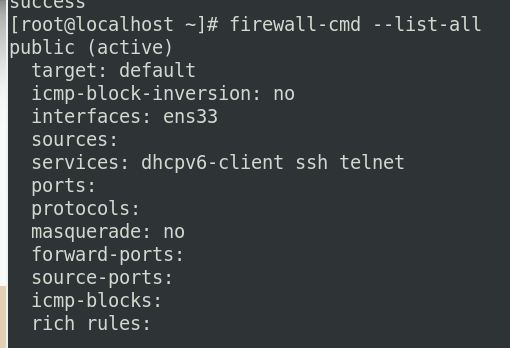 success
[root@localhost ~]# firewall-cmd --list-all
public (active)
  target: default
  icmp-block-inversion: no
  interfaces: ens33
  sources:
  services: dhcpv6-client ssh telnet
  ports:
  protocols:
  masquerade: no
  forward-ports:
  source-ports:
  icmp-blocks:
  rich rules: